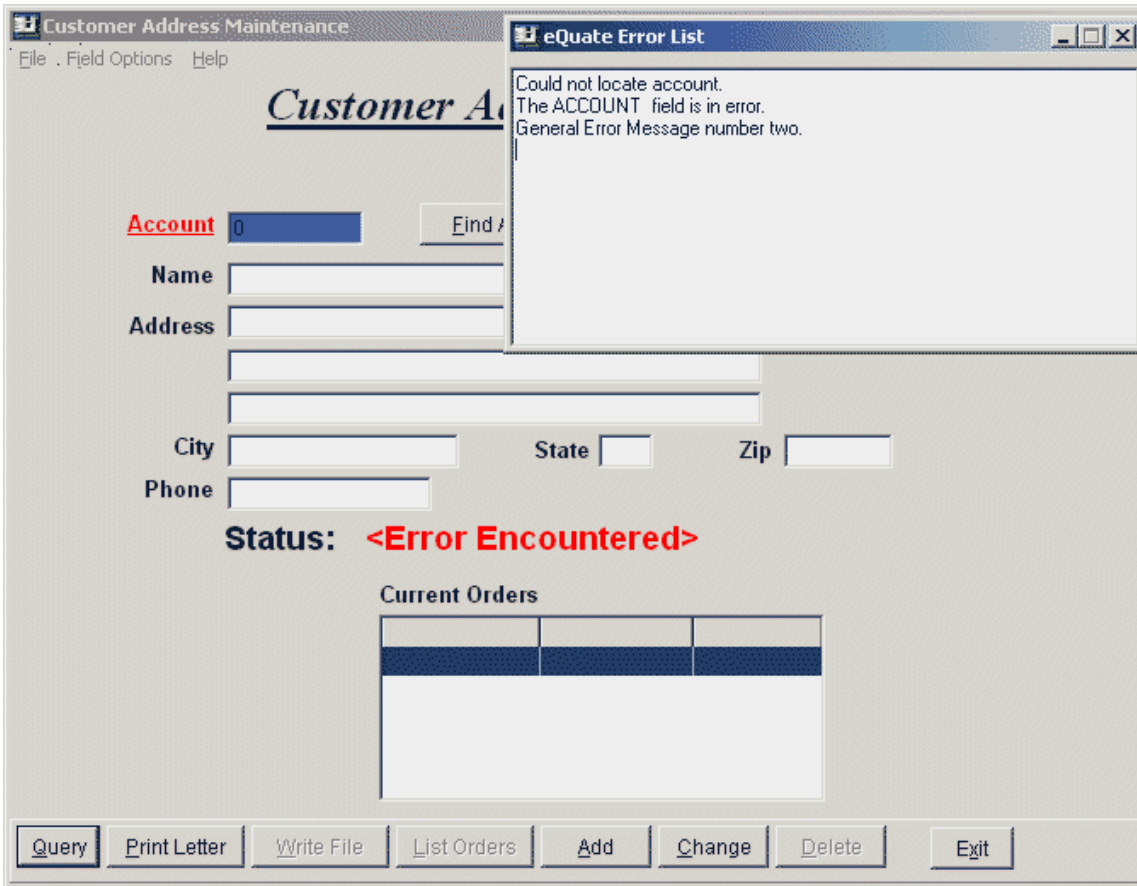 Customer Address Maintenance
File Field Options Help
Customer A
eQuate Error List
Could not locate account.
The ACCOUNT field is in error.
General Error Message number two.
Account 0
Find
Name
Address
City State Zip
Phone
Status: <Error Encountered>
Current Orders
Query Print Letter Write File List Orders Add Change Delete Exit